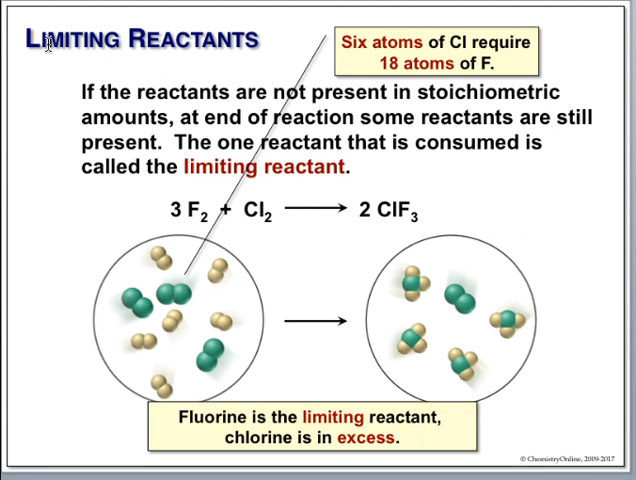 LIMITING REACTANTS
Six atoms of Cl require
18 atoms of F.
If the reactants are not present in stoichiometric
amounts, at end of reaction some reactants are still
present. The one reactant that is consumed is
called the limiting reactant.
3 F₂ + Cl₂ ⟶ 2 ClF₃
Fluorine is the limiting reactant,
chlorine is in excess.
© ChemistryOnline, 2009-2017